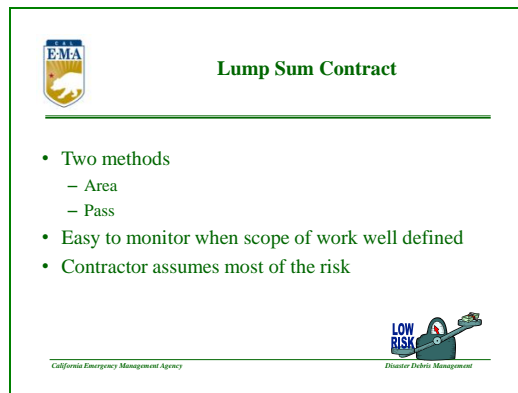 CAL
EMA
Lump Sum Contract
• Two methods
– Area
– Pass
• Easy to monitor when scope of work well defined
• Contractor assumes most of the risk
LOW
RISK
California Emergency Management Agency
Disaster Debris Management